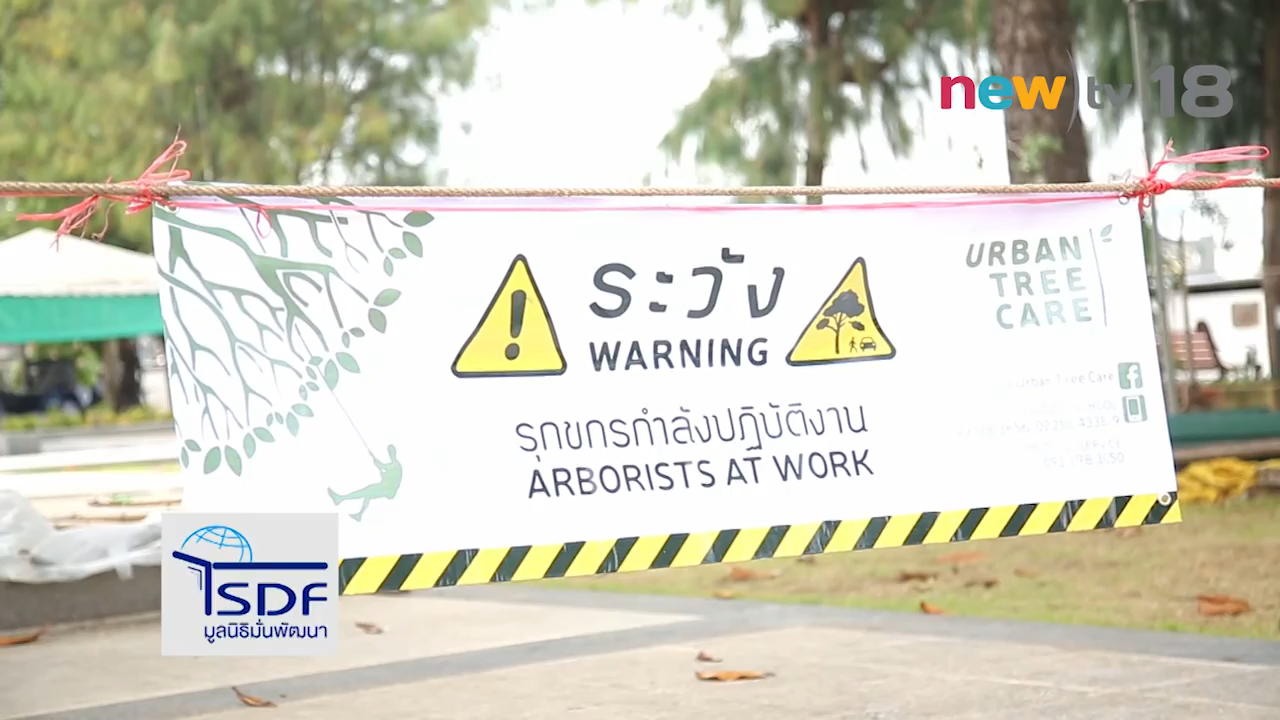 new)tv 18
ระวัง
WARNING
รุกขกรกำลังปฏิบัติงาน
ARBORISTS AT WORK
URBAN
TREE
CARE
Urban Tree Care
TSDF
มูลนิธิมั่นพัฒนา